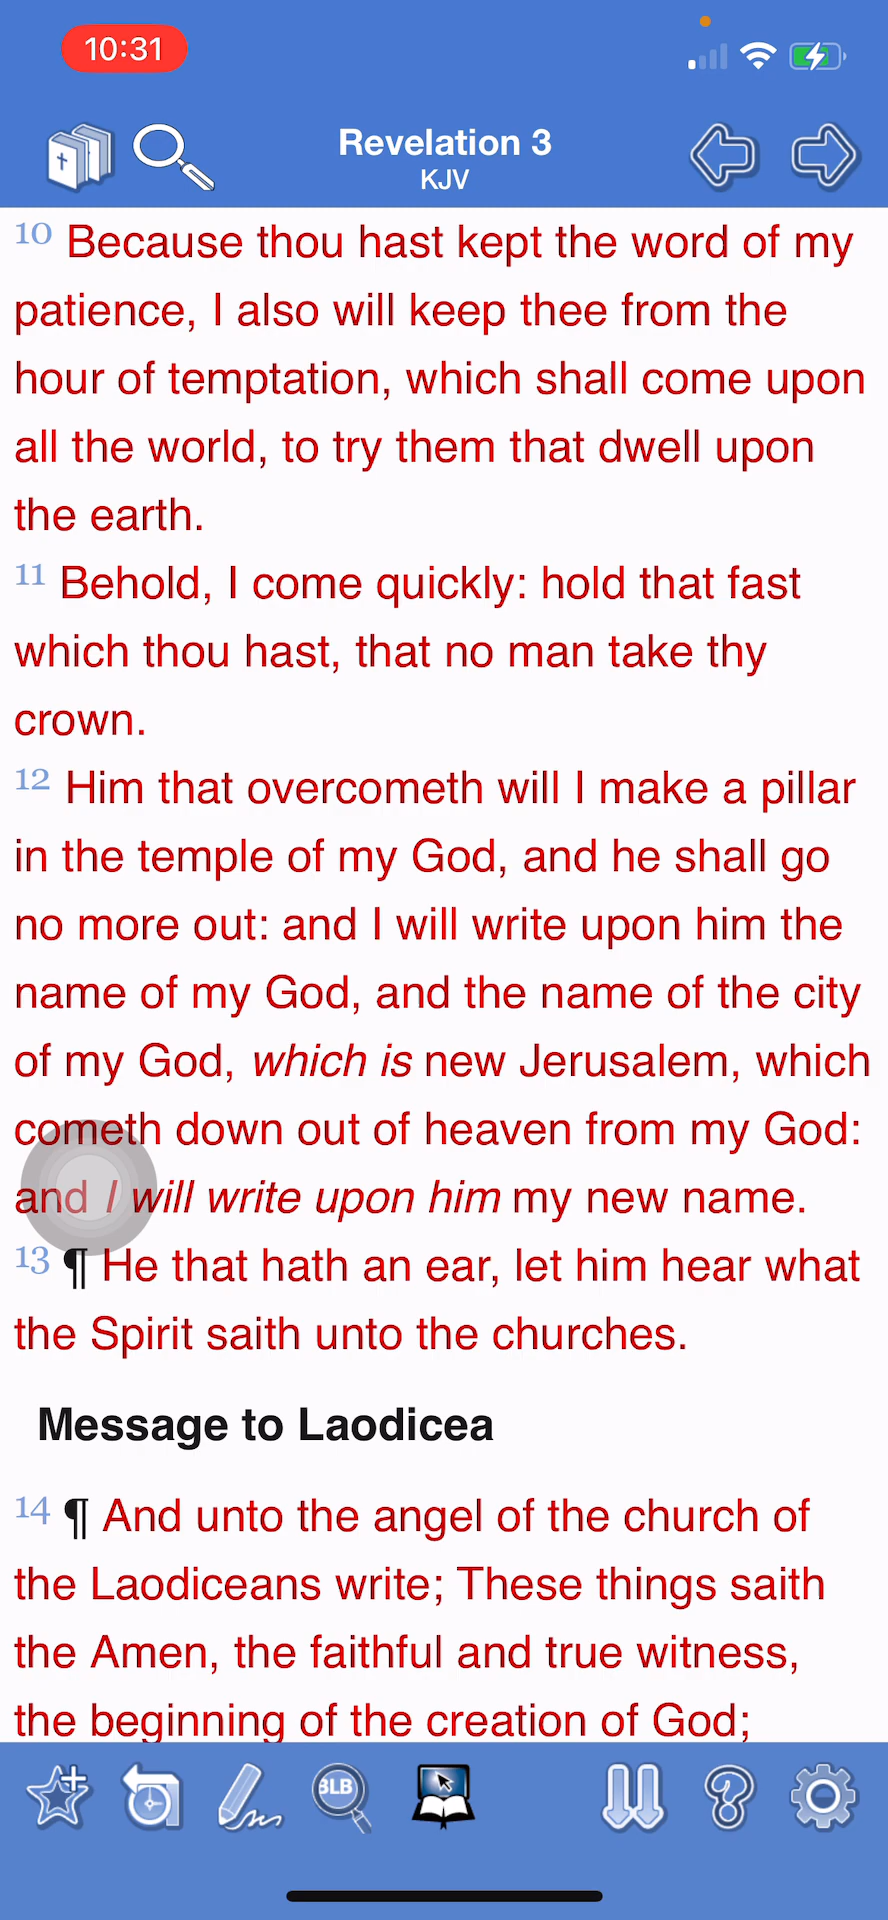 10:31
Revelation 3
KJV
10 Because thou hast kept the word of my
patience, I also will keep thee from the
hour of temptation, which shall come upon
all the world, to try them that dwell upon
the earth.
11 Behold, I come quickly: hold that fast
which thou hast, that no man take thy
crown.
12 Him that overcometh will I make a pillar
in the temple of my God, and he shall go
no more out: and I will write upon him the
name of my God, and the name of the city
of my God, which is new Jerusalem, which
cometh down out of heaven from my God:
and I will write upon him my new name.
13 ¶ He that hath an ear, let him hear what
the Spirit saith unto the churches.
Message to Laodicea
14 ¶ And unto the angel of the church of
the Laodiceans write; These things saith
the Amen, the faithful and true witness,
the beginning of the creation of God;
BLB